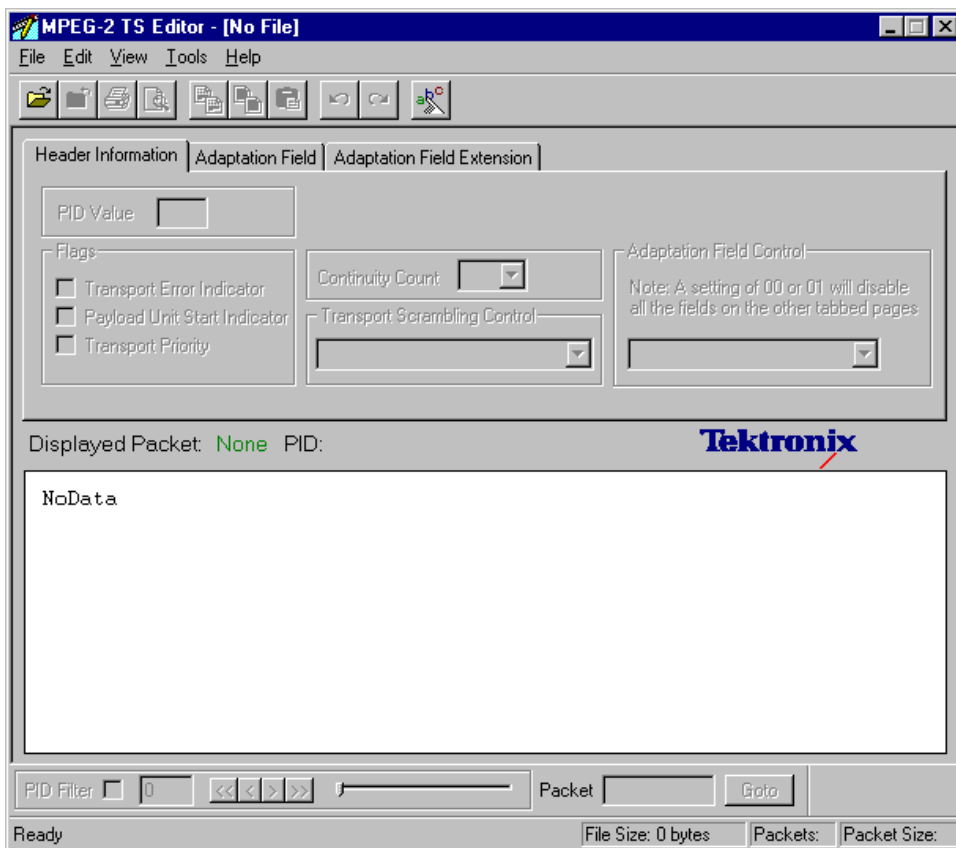 MPEG-2 TS Editor - [No File]
File Edit View Tools Help
abc
Header Information Adaptation Field Adaptation Field Extension
PID Value
Flags
Transport Error Indicator
Payload Unit Start Indicator
Transport Priority
Continuity Count
Transport Scrambling Control
Adaptation Field Control
Note: A setting of 00 or 01 will disable
all the fields on the other tabbed pages
Displayed Packet: None PID:
Tektronix
NoData
PID Filter 0 << < > >> Packet Goto
Ready File Size: 0 bytes Packets: Packet Size: